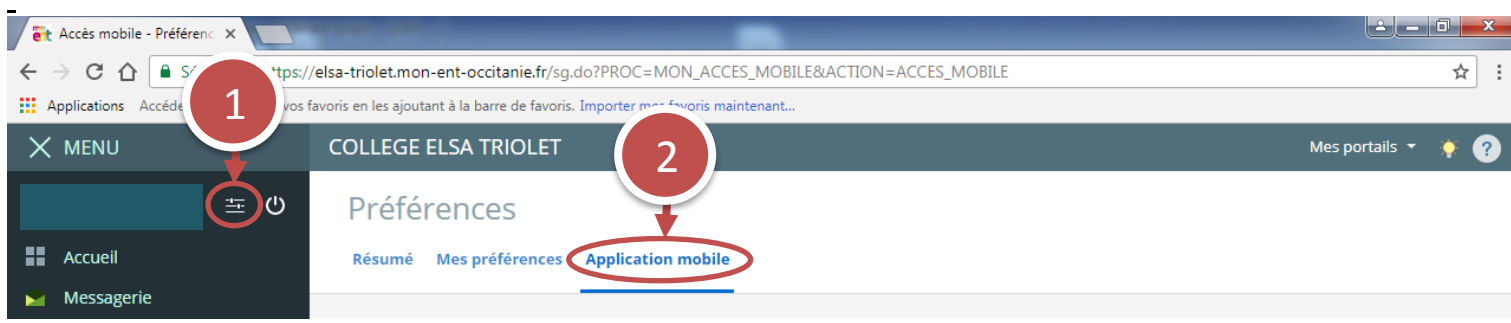 Accès mobile - Préférenc
elsa-triolet.mon-ent-occitanie.fr/sg.do?PROC=MON_ACCES_MOBILE&ACTION=ACCES_MOBILE
Applications Accéde vos favoris en les ajoutant à la barre de favoris. Importer mes favoris maintenant...
1
2
MENU
COLLEGE ELSA TRIOLET
Mes portails
?
Préférences
Accueil
Résumé Mes préférences Application mobile
Messagerie